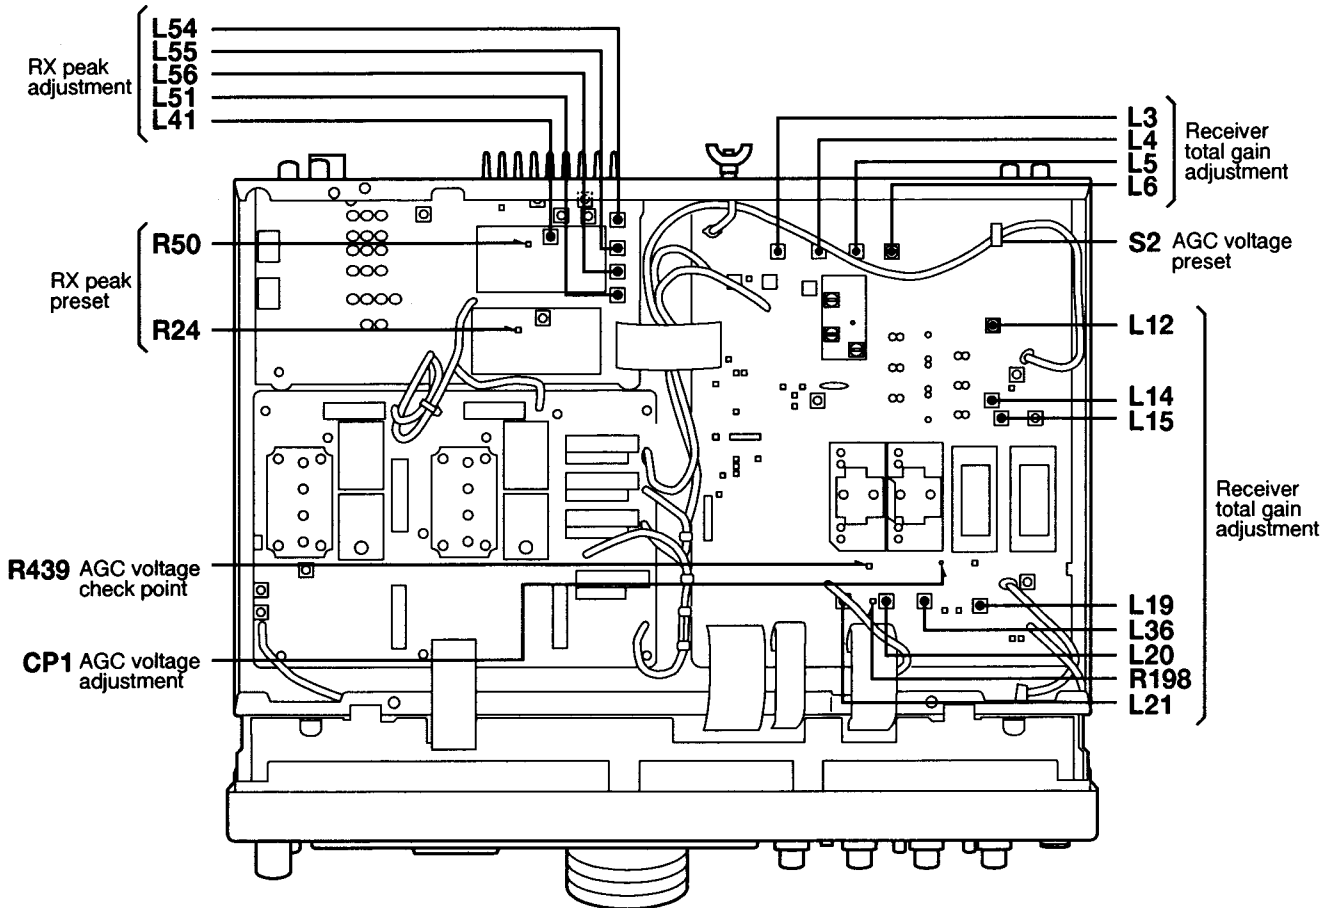 L54
L55
L56
L51
L41
RX peak
adjustment
R50
RX peak
preset
R24
R439 AGC voltage
check point
CP1 AGC voltage
adjustment
L3
L4
L5
L6
Receiver
total gain
adjustment
S2 AGC voltage
preset
L12
L14
L15
Receiver
total gain
adjustment
L19
L36
L20
R198
L21